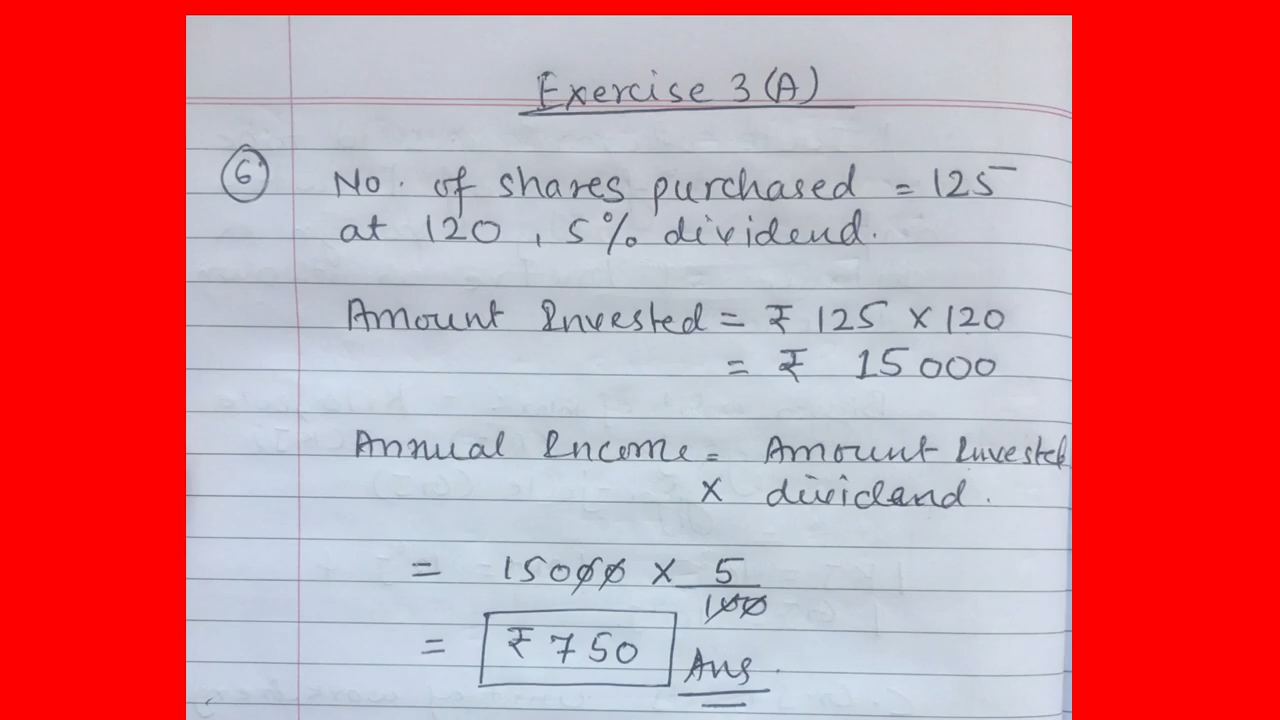 Exercise 3 (A)
6 No. of shares purchased = 125
at 120, 5% dividend.
Amount Invested = ₹ 125 × 120
= ₹ 15000
Annual Income = Amount Invested
× dividend.
= 15000 × 5/100
= ₹ 750 Ans.